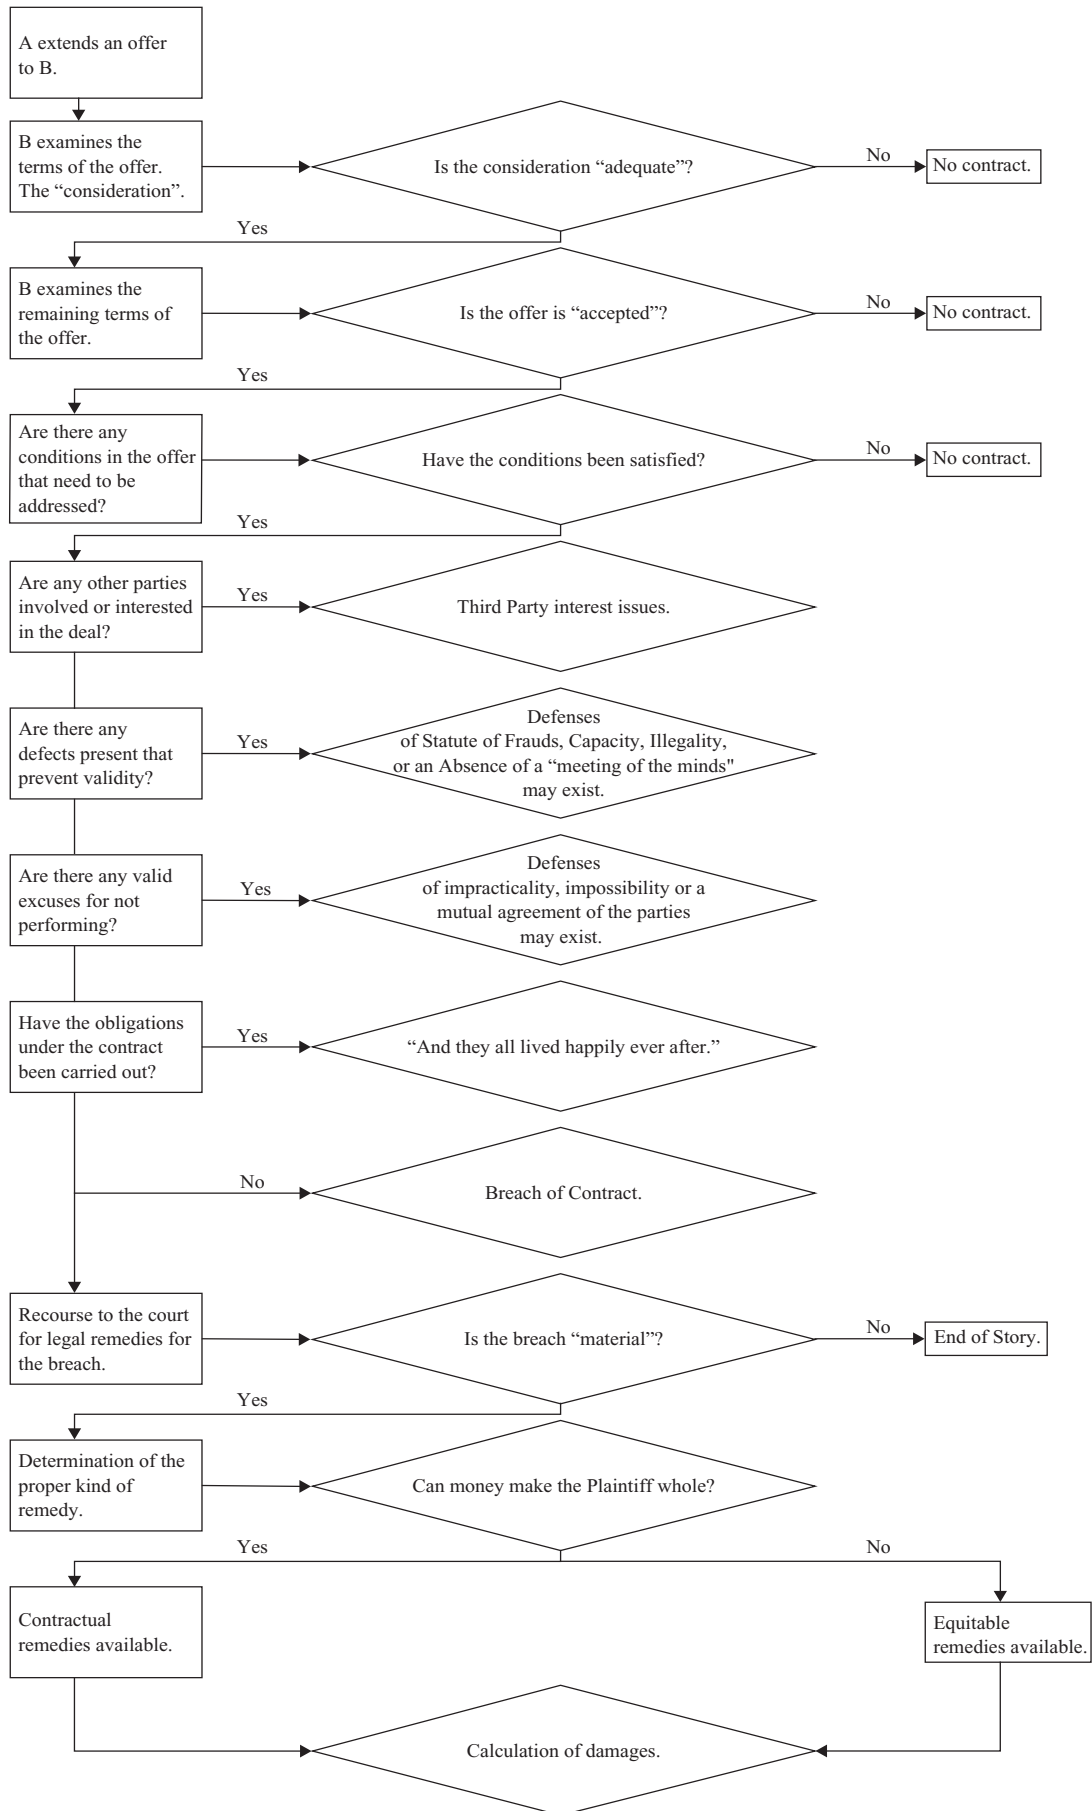 A extends an offer
to B.
B examines the
terms of the offer.
The “consideration”.
Is the consideration “adequate”?
No
No contract.
Yes
B examines the
remaining terms of
the offer.
Is the offer is “accepted”?
No
No contract.
Yes
Are there any
conditions in the offer
that need to be
addressed?
Have the conditions been satisfied?
No
No contract.
Yes
Are any other parties
involved or interested
in the deal?
Yes
Third Party interest issues.
Are there any
defects present that
prevent validity?
Yes
Defenses
of Statute of Frauds, Capacity, Illegality,
or an Absence of a “meeting of the minds"
may exist.
Are there any valid
excuses for not
performing?
Yes
Defenses
of impracticality, impossibility or a
mutual agreement of the parties
may exist.
Have the obligations
under the contract
been carried out?
Yes
“And they all lived happily ever after.”
No
Breach of Contract.
Recourse to the court
for legal remedies for
the breach.
Is the breach “material”?
No
End of Story.
Yes
Determination of the
proper kind of
remedy.
Can money make the Plaintiff whole?
Yes
No
Contractual
remedies available.
Equitable
remedies available.
Calculation of damages.